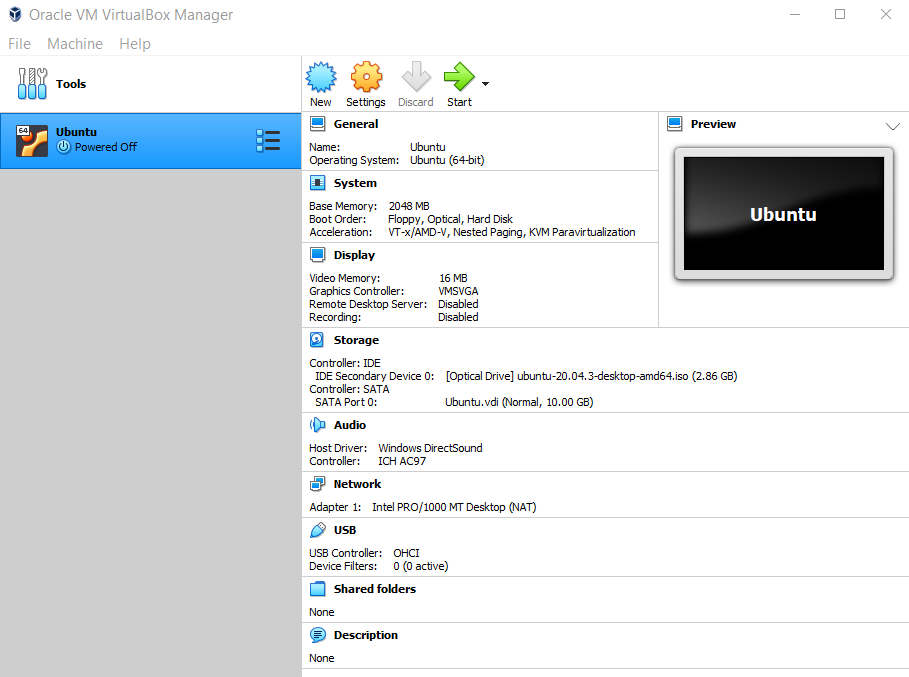 Oracle VM VirtualBox Manager
File Machine Help
Tools
New Settings Discard Start
64
Ubuntu
Powered Off
General
Name: Ubuntu
Operating System: Ubuntu (64-bit)
Preview
Ubuntu
System
Base Memory: 2048 MB
Boot Order: Floppy, Optical, Hard Disk
Acceleration: VT-x/AMD-V, Nested Paging, KVM Paravirtualization
Display
Video Memory: 16 MB
Graphics Controller: VMSVGA
Remote Desktop Server: Disabled
Recording: Disabled
Storage
Controller: IDE
IDE Secondary Device 0: [Optical Drive] ubuntu-20.04.3-desktop-amd64.iso (2.86 GB)
Controller: SATA
SATA Port 0: Ubuntu.vdi (Normal, 10.00 GB)
Audio
Host Driver: Windows DirectSound
Controller: ICH AC97
Network
Adapter 1: Intel PRO/1000 MT Desktop (NAT)
USB
USB Controller: OHCI
Device Filters: 0 (0 active)
Shared folders
None
Description
None